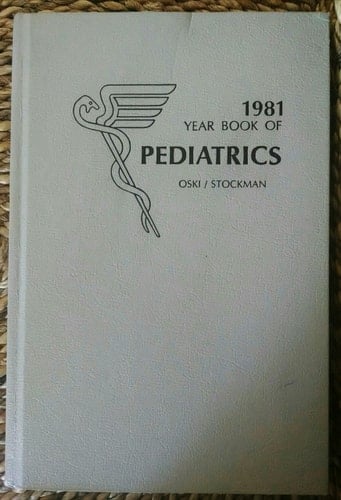 1981
YEAR BOOK OF
PEDIATRICS
OSKI / STOCKMAN